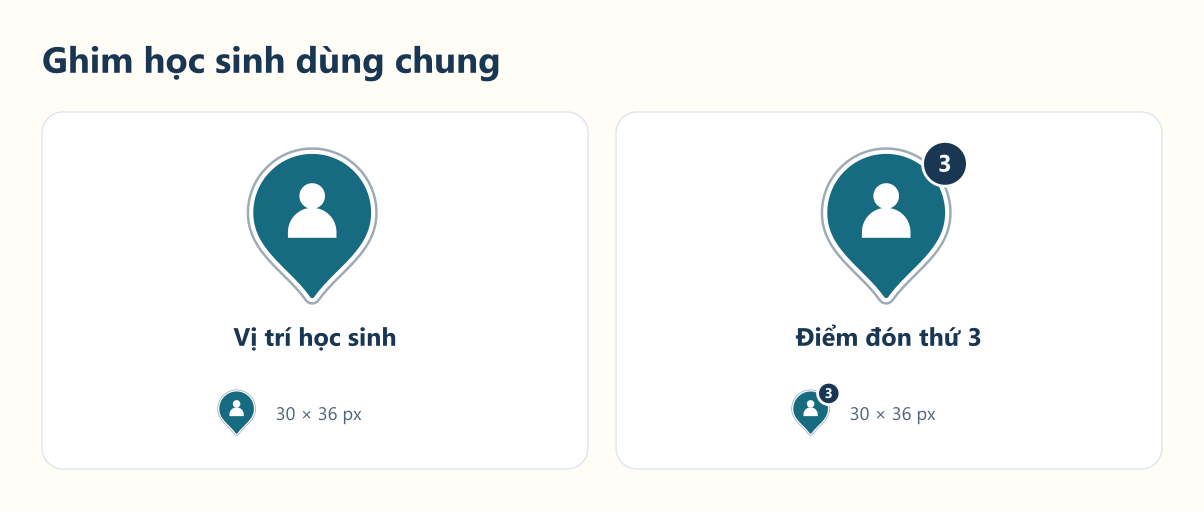 Ghim học sinh dùng chung
3
Vị trí học sinh
Điểm đón thứ 3
30 × 36 px
3
30 × 36 px